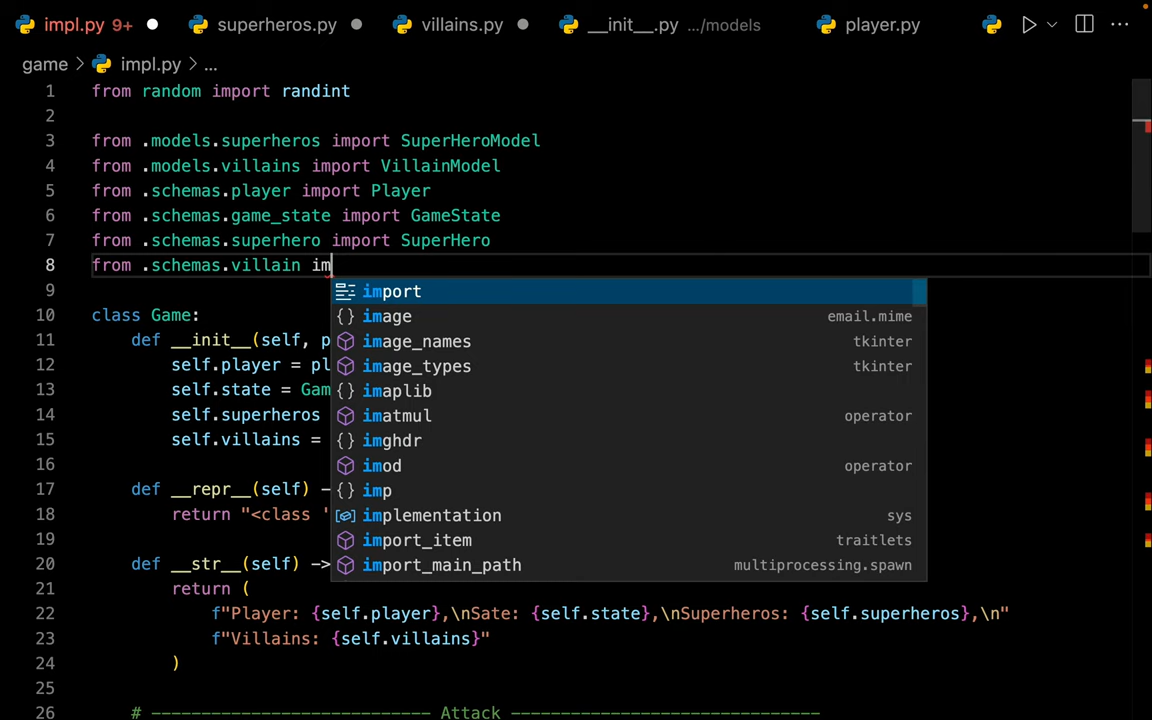 impl.py 9+ superheros.py villains.py __init__.py .../models player.py ...
game > impl.py > ...
1 from random import randint
2
3 from .models.superheros import SuperHeroModel
4 from .models.villains import VillainModel
5 from .schemas.player import Player
6 from .schemas.game_state import GameState
7 from .schemas.superhero import SuperHero
8 from .schemas.villain im
9
import
10 class Game:
image email.mime
11 def __init__(self, p
image_names tkinter
12 self.player = pl
image_types tkinter
13 self.state = Gam
imaplib
14 self.superheros
imatmul operator
15 self.villains =
imghdr
16
imod operator
17 def __repr__(self) -
imp
18 return "<class '
implementation sys
19
import_item traitlets
20 def __str__(self) ->
import_main_path multiprocessing.spawn
21 return (
22 f"Player: {self.player},\nSate: {self.state},\nSuperheros: {self.superheros},\n"
23 f"Villains: {self.villains}"
24 )
25
26 # ---------------------------- Attack -------------------------------